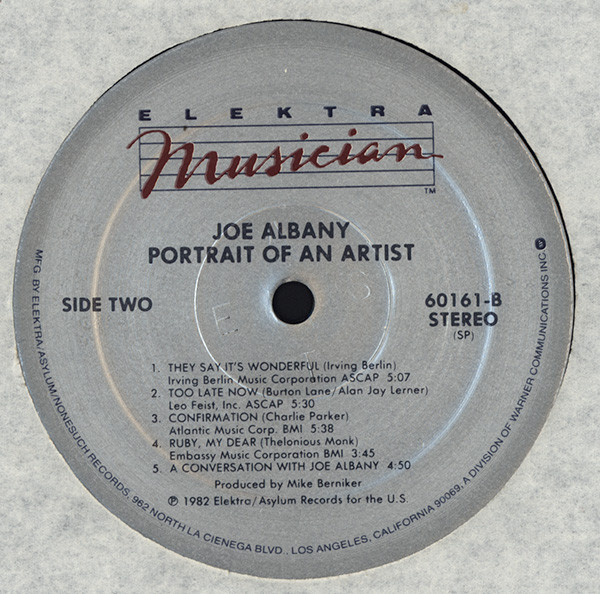 ELEKTRA
Musician
TM
JOE ALBANY
PORTRAIT OF AN ARTIST
SIDE TWO
60161-B
STEREO
(SP)
1. THEY SAY IT'S WONDERFUL (Irving Berlin)
Irving Berlin Music Corporation ASCAP 5:07
2. TOO LATE NOW (Burton Lane/Alan Jay Lerner)
Leo Feist, Inc. ASCAP 5:30
3. CONFIRMATION (Charlie Parker)
Atlantic Music Corp. BMI 5:38
4. RUBY, MY DEAR (Thelonious Monk)
Embassy Music Corporation BMI 3:45
5. A CONVERSATION WITH JOE ALBANY 4:50
Produced by Mike Berniker
℗ 1982 Elektra/Asylum Records for the U.S.
MFG. BY ELEKTRA/ASYLUM/NONESUCH RECORDS, 962 NORTH LA CIENEGA BLVD., LOS ANGELES, CALIFORNIA 90069, A DIVISION OF WARNER COMMUNICATIONS INC.